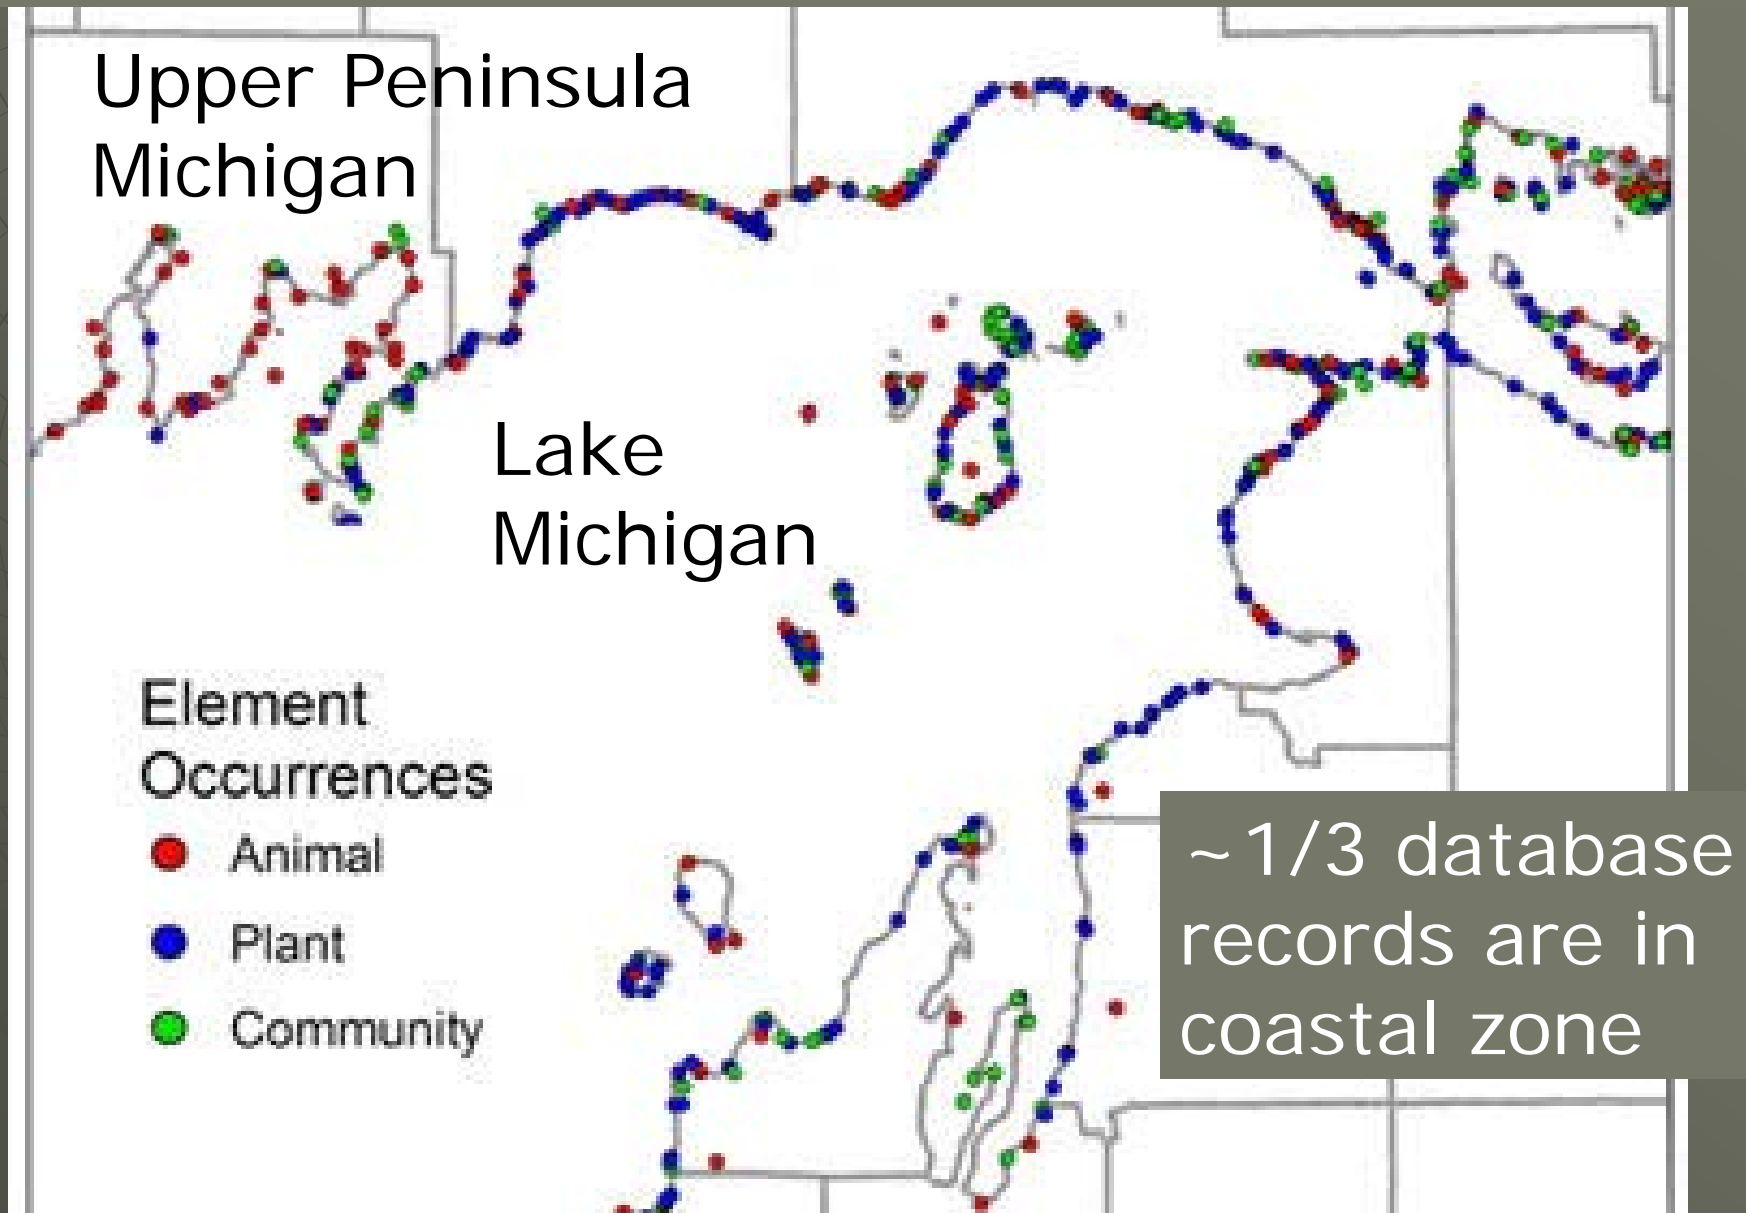 Upper Peninsula
Michigan
Lake
Michigan
Element
Occurrences
Animal
Plant
Community
~1/3 database
records are in
coastal zone